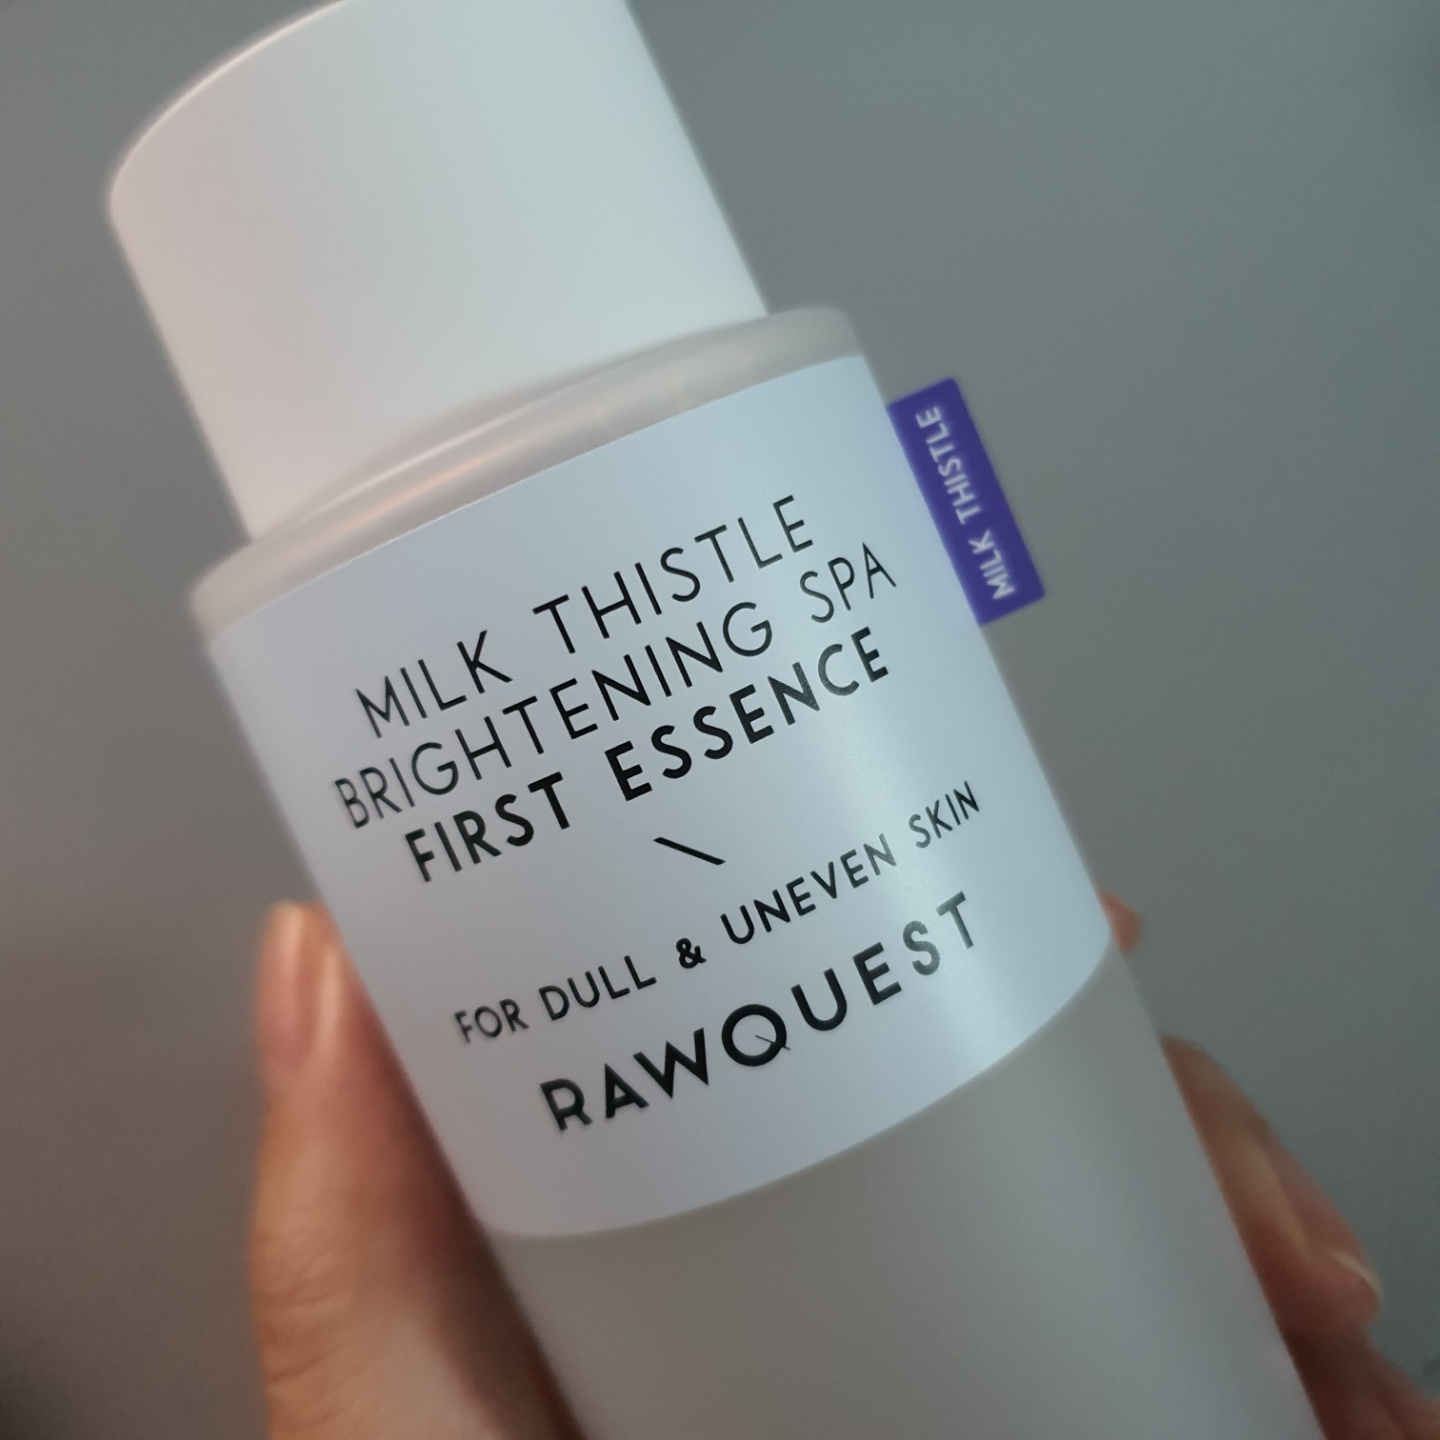 MILK THISTLE
BRIGHTENING SPA
FIRST ESSENCE
\
FOR DULL & UNEVEN SKIN
RAWQUEST
MILK THISTLE